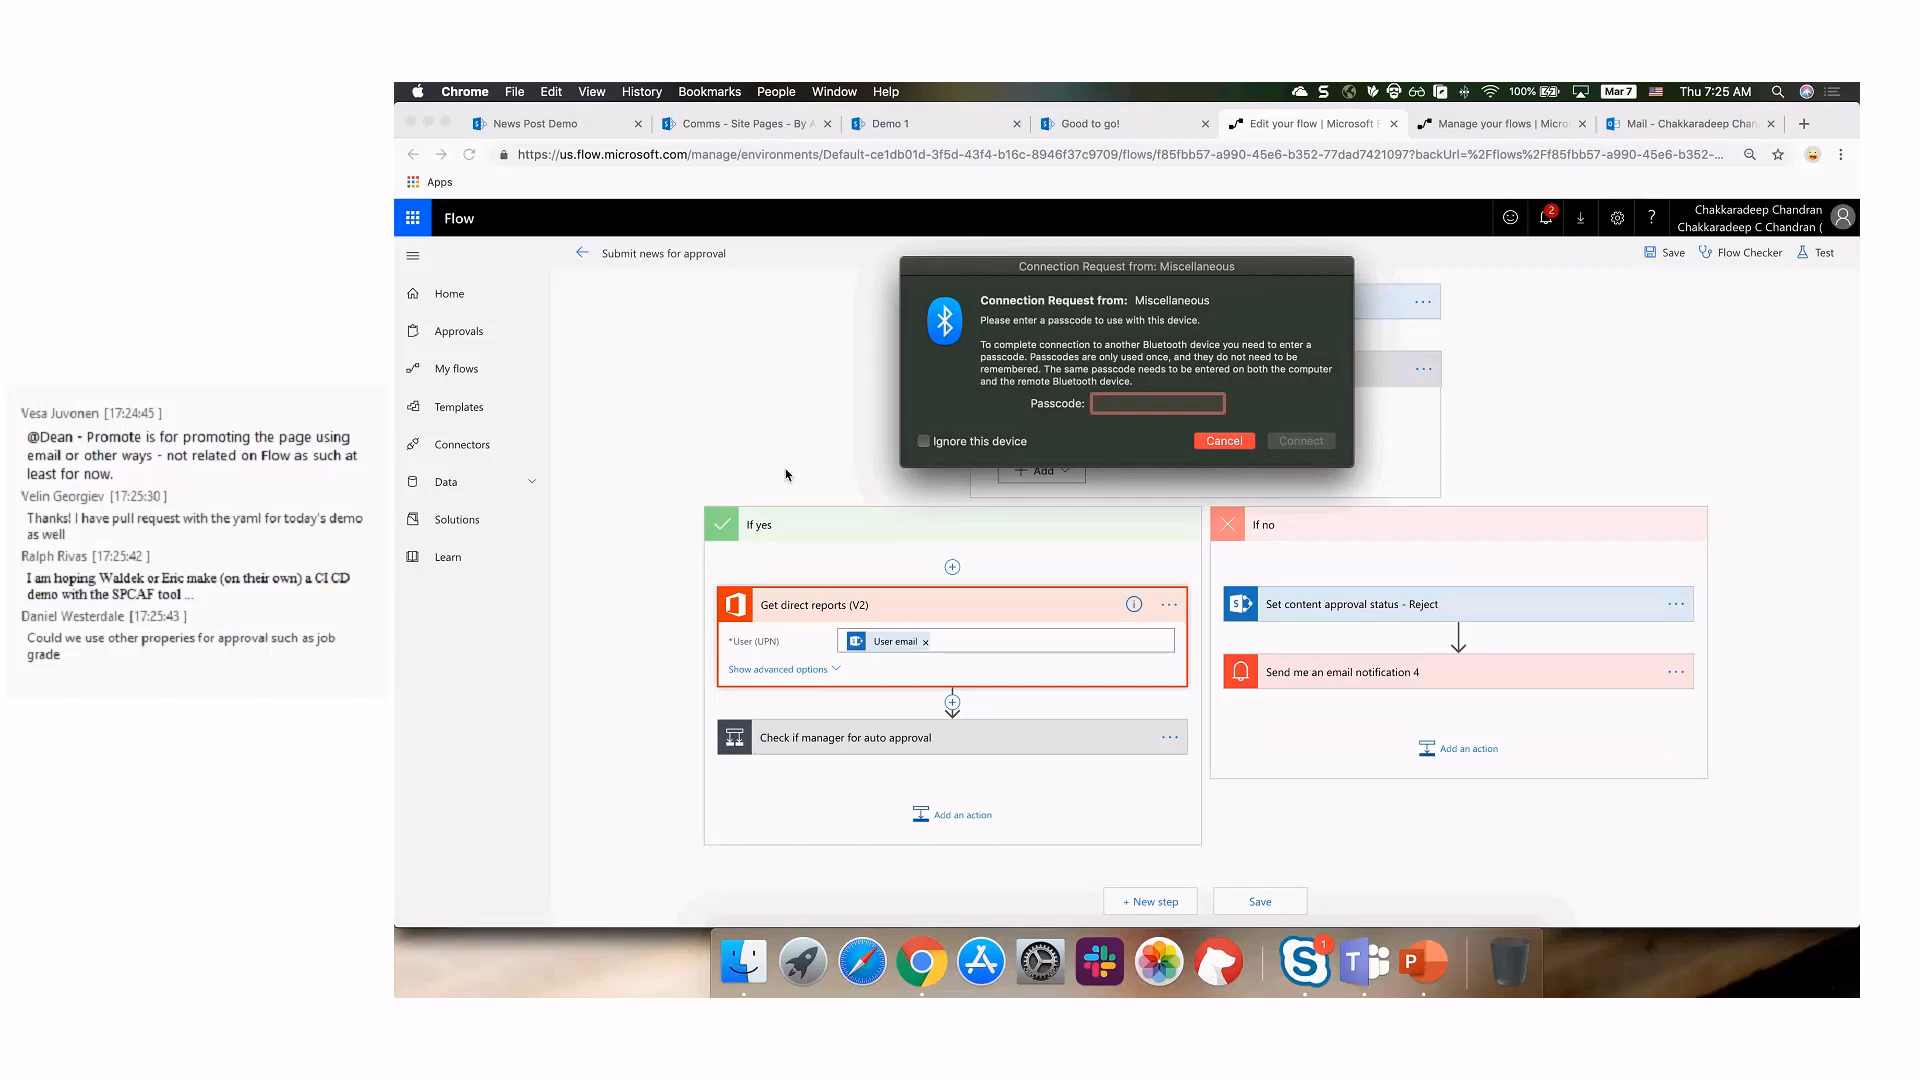 Chrome File Edit View History Bookmarks People Window Help 100% Mar 7 Thu 7:25 AM
News Post Demo
Comms - Site Pages - By A
Demo 1
Good to go!
Edit your flow | Microsoft F
Manage your flows | Micro
Mail - Chakkaradeep Chan
https://us.flow.microsoft.com/manage/environments/Default-ce1db01d-3f5d-43f4-b16c-8946f37c9709/flows/f85fbb57-a990-45e6-b352-77dad7421097?backUrl=%2Fflows%2Ff85fbb57-a990-45e6-b352-...
Apps
Flow
2
?
Chakkaradeep Chandran
Chakkaradeep C Chandran (
Submit news for approval
Save
Flow Checker
Test
Home
Approvals
My flows
Templates
Connectors
Data
Solutions
Learn
Connection Request from: Miscellaneous
Connection Request from: Miscellaneous
Please enter a passcode to use with this device.
To complete connection to another Bluetooth device you need to enter a
passcode. Passcodes are only used once, and they do not need to be
remembered. The same passcode needs to be entered on both the computer
and the remote Bluetooth device.
Passcode:
Ignore this device
Cancel
Connect
Add
Vesa Juvonen [17:24:45 ]
@Dean - Promote is for promoting the page using
email or other ways - not related on Flow as such at
least for now.
Velin Georgiev [17:25:30 ]
Thanks! I have pull request with the yaml for today's demo
as well
Ralph Rivas [17:25:42 ]
I am hoping Waldek or Eric make (on their own) a CI CD
demo with the SPCAF tool ...
Daniel Westerdale [17:25:43 ]
Could we use other properies for approval such as job
grade
If yes
Get direct reports (V2)
*User (UPN)
User email x
Show advanced options
Check if manager for auto approval
Add an action
If no
Set content approval status - Reject
Send me an email notification 4
Add an action
+ New step
Save
S
1
T
P